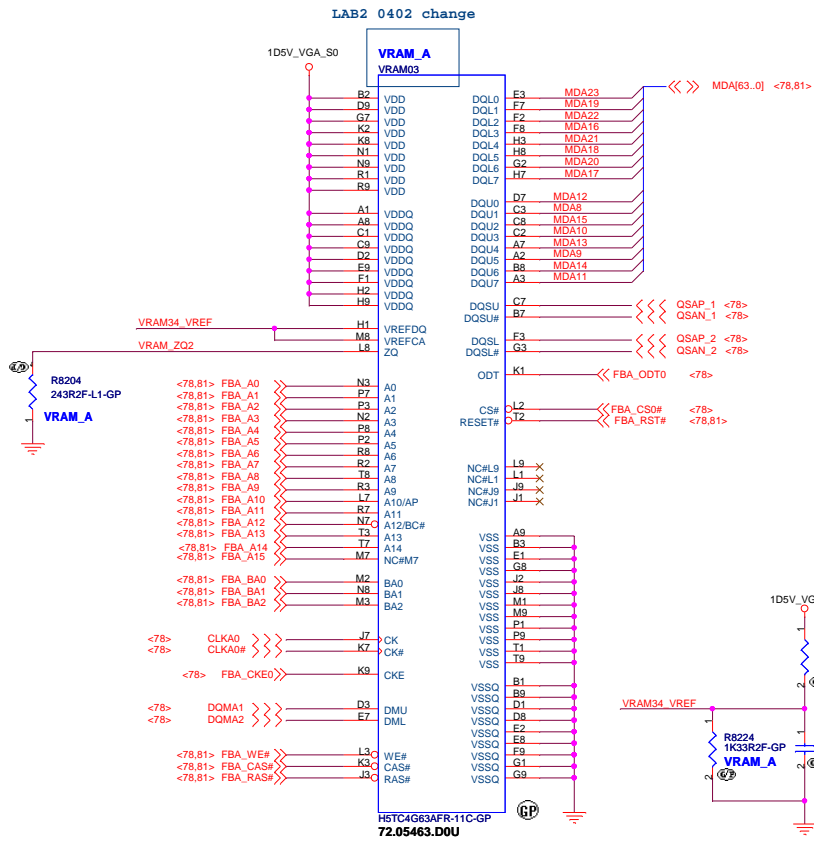 LAB2 0402 change
1D5V_VGA_S0
VRAM_A
VRAM03
B2 VDD
D9 VDD
G7 VDD
K2 VDD
K8 VDD
N1 VDD
N9 VDD
R1 VDD
R9 VDD
A1 VDDQ
A8 VDDQ
C1 VDDQ
C9 VDDQ
D2 VDDQ
E9 VDDQ
F1 VDDQ
H2 VDDQ
H9 VDDQ
VRAM34_VREF H1 VREFDQ
M8 VREFCA
VRAM_ZQ2 L8 ZQ
R8204
243R2F-L1-GP
VRAM_A
1
<78,81> FBA_A0 N3 A0
<78,81> FBA_A1 P7 A1
<78,81> FBA_A2 P3 A2
<78,81> FBA_A3 N2 A3
<78,81> FBA_A4 P8 A4
<78,81> FBA_A5 P2 A5
<78,81> FBA_A6 R8 A6
<78,81> FBA_A7 R2 A7
<78,81> FBA_A8 T8 A8
<78,81> FBA_A9 R3 A9
<78,81> FBA_A10 L7 A10/AP
<78,81> FBA_A11 R7 A11
<78,81> FBA_A12 N7 A12/BC#
<78,81> FBA_A13 T3 A13
<78,81> FBA_A14 T7 A14
<78,81> FBA_A15 M7 NC#M7
<78,81> FBA_BA0 M2 BA0
<78,81> FBA_BA1 N8 BA1
<78,81> FBA_BA2 M3 BA2
<78> CLKA0 J7 CK
<78> CLKA0# K7 CK#
<78> FBA_CKE0 K9 CKE
<78> DQMA1 D3 DMU
<78> DQMA2 E7 DML
<78,81> FBA_WE# L3 WE#
<78,81> FBA_CAS# K3 CAS#
<78,81> FBA_RAS# J3 RAS#
DQL0 E3 MDA23 MDA[63..0] <78,81>
DQL1 F7 MDA19
DQL2 F2 MDA22
DQL3 F8 MDA16
DQL4 H3 MDA21
DQL5 H8 MDA18
DQL6 G2 MDA20
DQL7 H7 MDA17
DQU0 D7 MDA12
DQU1 C3 MDA8
DQU2 C8 MDA15
DQU3 C2 MDA10
DQU4 A7 MDA13
DQU5 A2 MDA9
DQU6 B8 MDA14
DQU7 A3 MDA11
DQSU C7 QSAP_1 <78>
DQSU# B7 QSAN_1 <78>
DQSL F3 QSAP_2 <78>
DQSL# G3 QSAN_2 <78>
ODT K1 FBA_ODT0 <78>
CS# L2 FBA_CS0# <78>
RESET# T2 FBA_RST# <78,81>
NC#L9 L9
NC#L1 L1
NC#J9 J9
NC#J1 J1
VSS A9
VSS B3
VSS E1
VSS G8
VSS J2
VSS J8
VSS M1
VSS M9
VSS P1
VSS P9
VSS T1
VSS T9
VSSQ B1
VSSQ B9
VSSQ D1
VSSQ D8
VSSQ E2
VSSQ E8
VSSQ F9
VSSQ G1
VSSQ G9
H5TC4G63AFR-11C-GP
72.05463.D0U
GP
1D5V_VG
1
2
VRAM34_VREF
1
R8224
1K33R2F-GP
VRAM_A
2
1
2